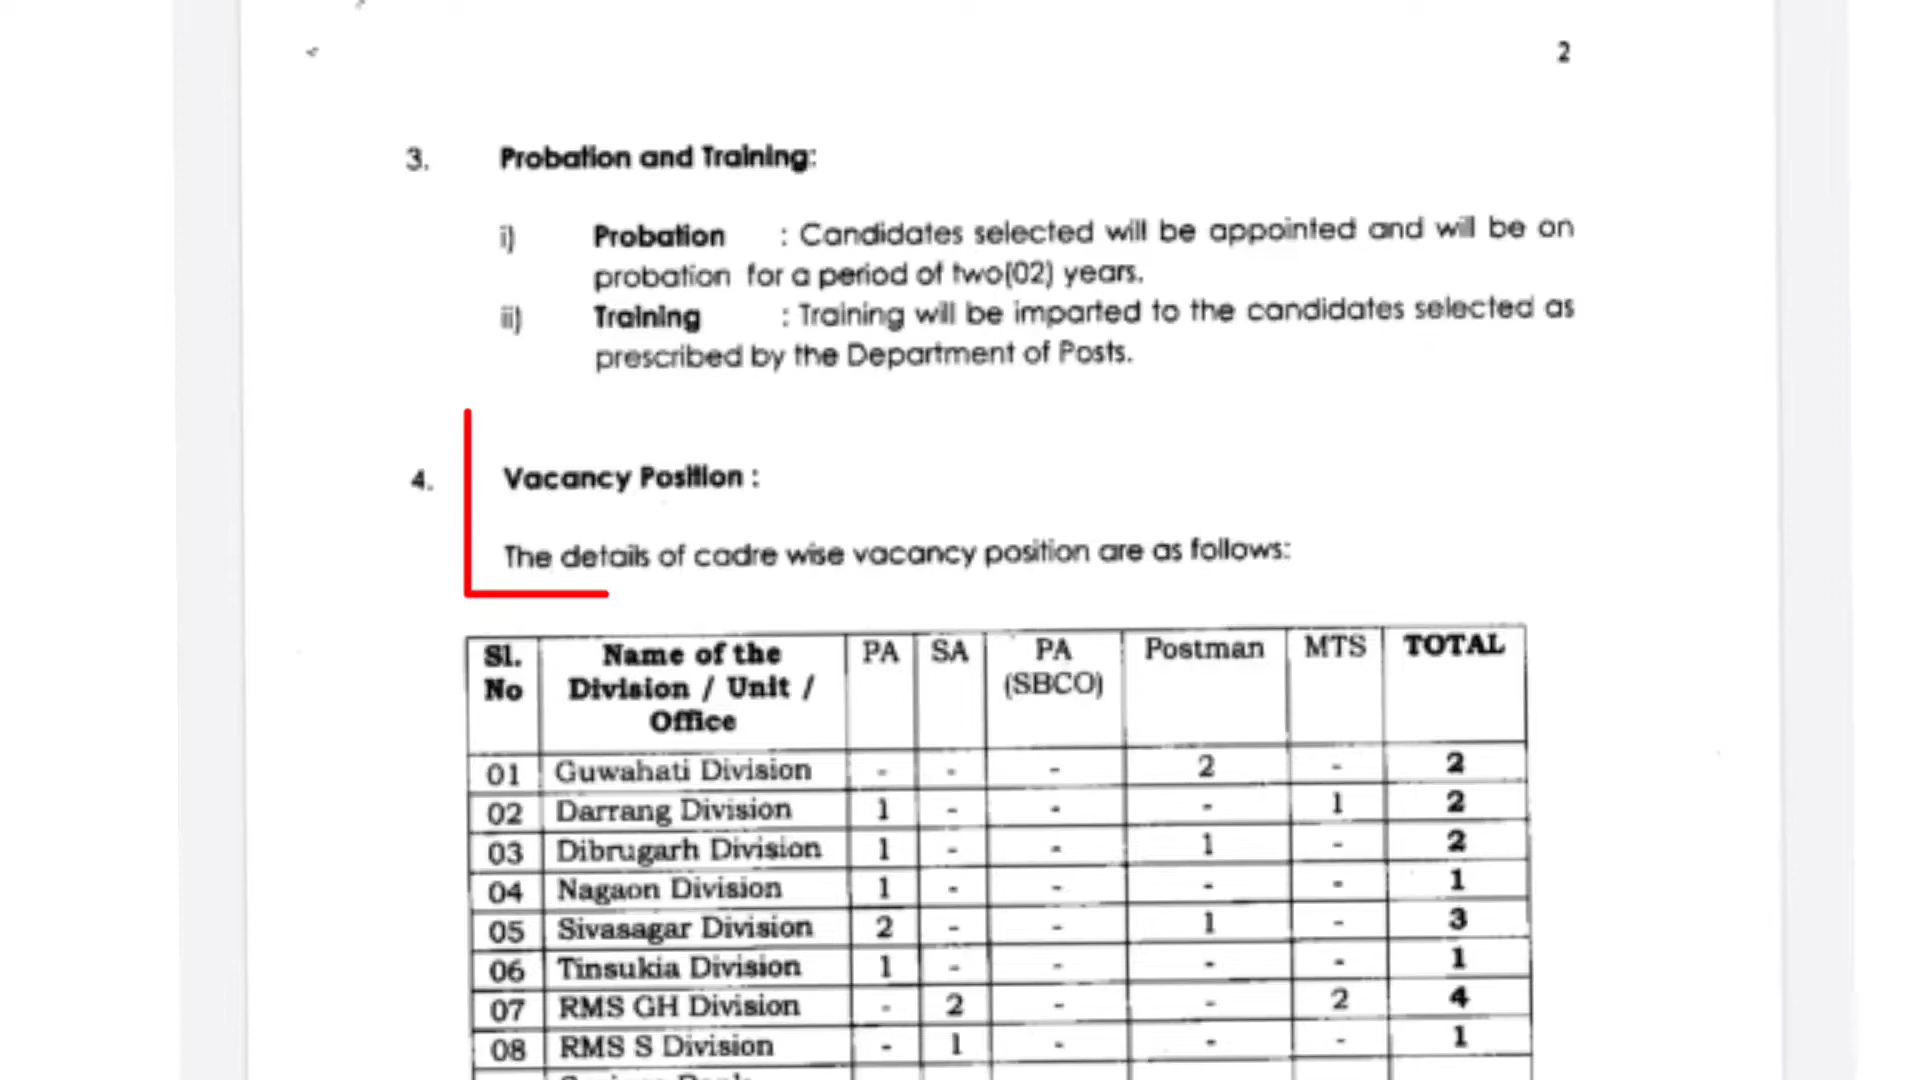 2
3. Probation and Training:
i) Probation : Candidates selected will be appointed and will be on
probation for a period of two(02) years.
ii) Training : Training will be imparted to the candidates selected as
prescribed by the Department of Posts.
4. Vacancy Position :
The details of cadre wise vacancy position are as follows:
Sl. No Name of the Division / Unit / Office PA SA PA (SBCO) Postman MTS TOTAL
01 Guwahati Division - - - 2 - 2
02 Darrang Division 1 - - - 1 2
03 Dibrugarh Division 1 - - 1 - 2
04 Nagaon Division 1 - - - - 1
05 Sivasagar Division 2 - - 1 - 3
06 Tinsukia Division 1 - - - - 1
07 RMS GH Division - 2 - - 2 4
08 RMS S Division - 1 - - - 1